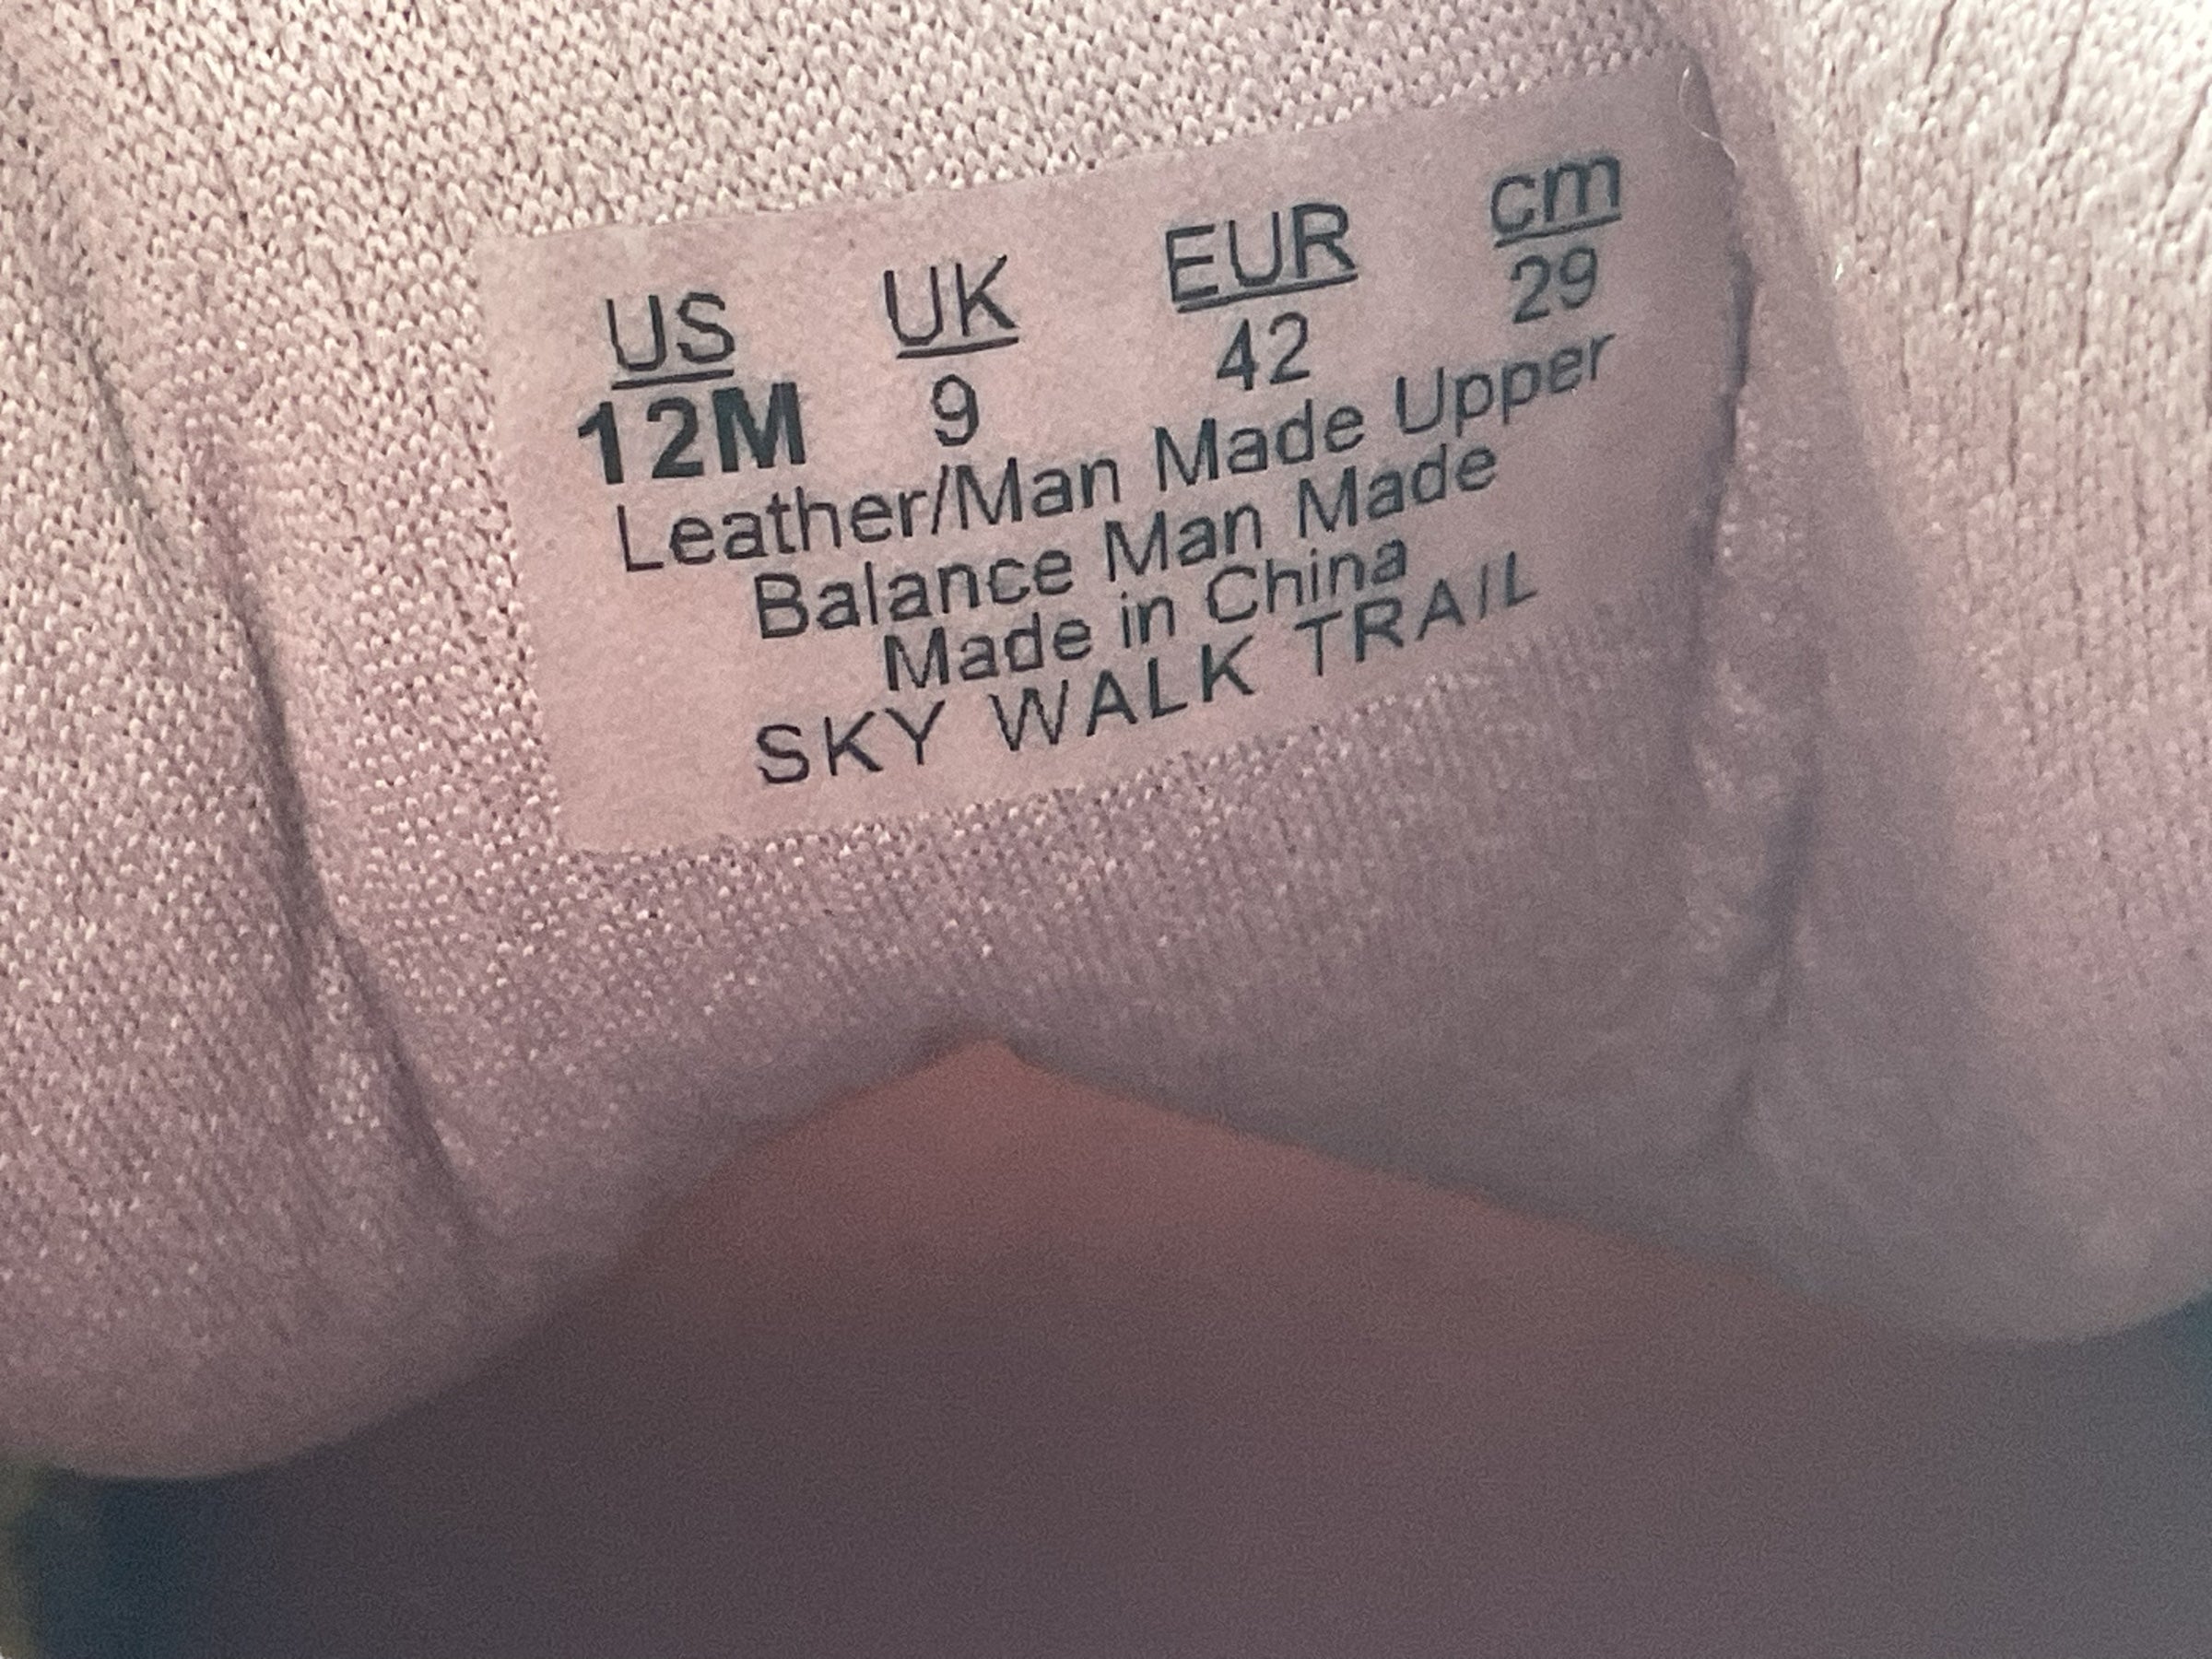 US UK EUR cm
12M 9 42 29
Leather/Man Made Upper
Balance Man Made
Made in China
SKY WALK TRAIL